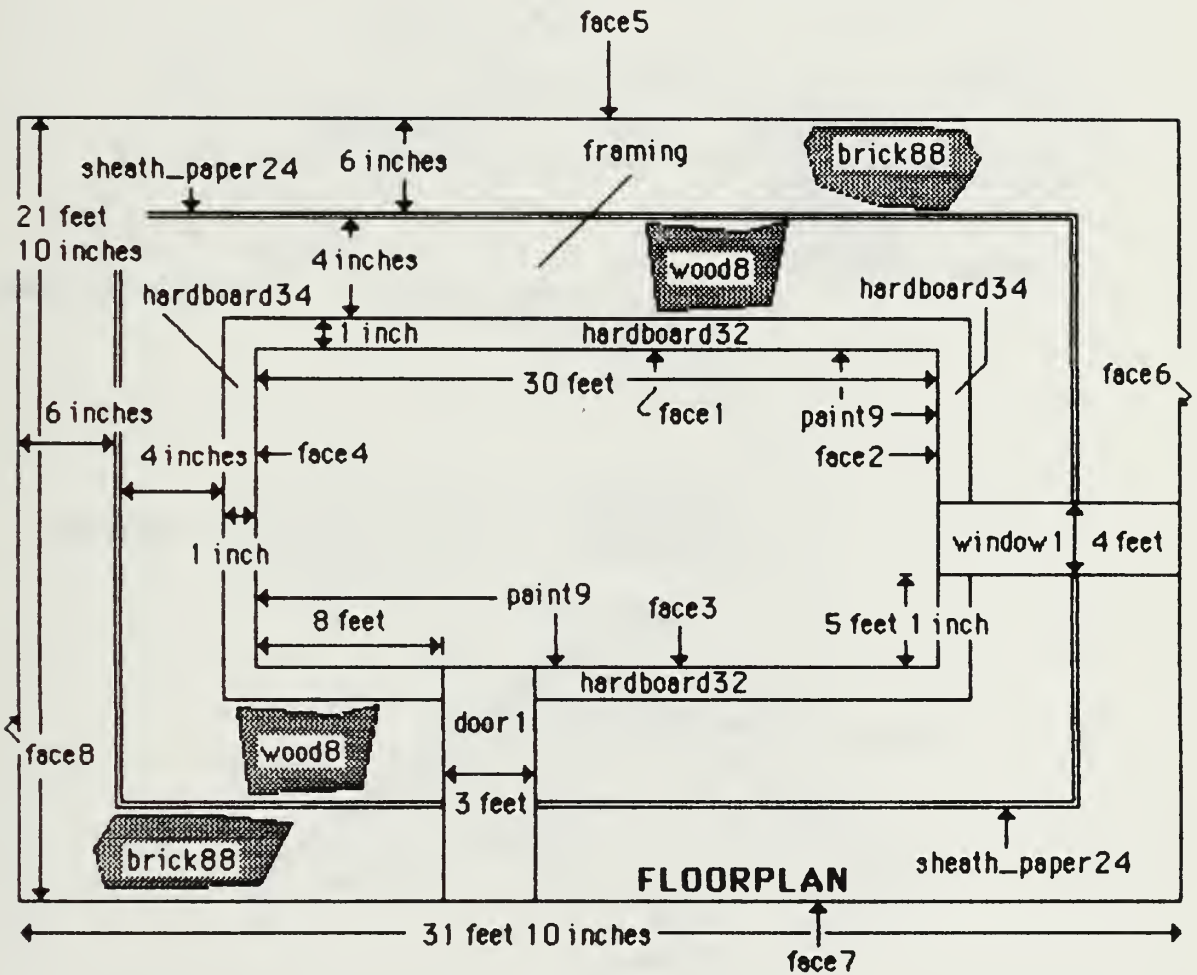 face5
sheath_paper24
6 inches
framing
brick88
21 feet
10 inches
4 inches
wood8
hardboard34
hardboard34
1 inch
hardboard32
30 feet
face6
6 inches
face1
paint9
4 inches
face4
face2
1 inch
window1
4 feet
paint9
face3
8 feet
5 feet 1 inch
hardboard32
door1
wood8
face8
3 feet
brick88
sheath_paper24
FLOORPLAN
31 feet 10 inches
face7